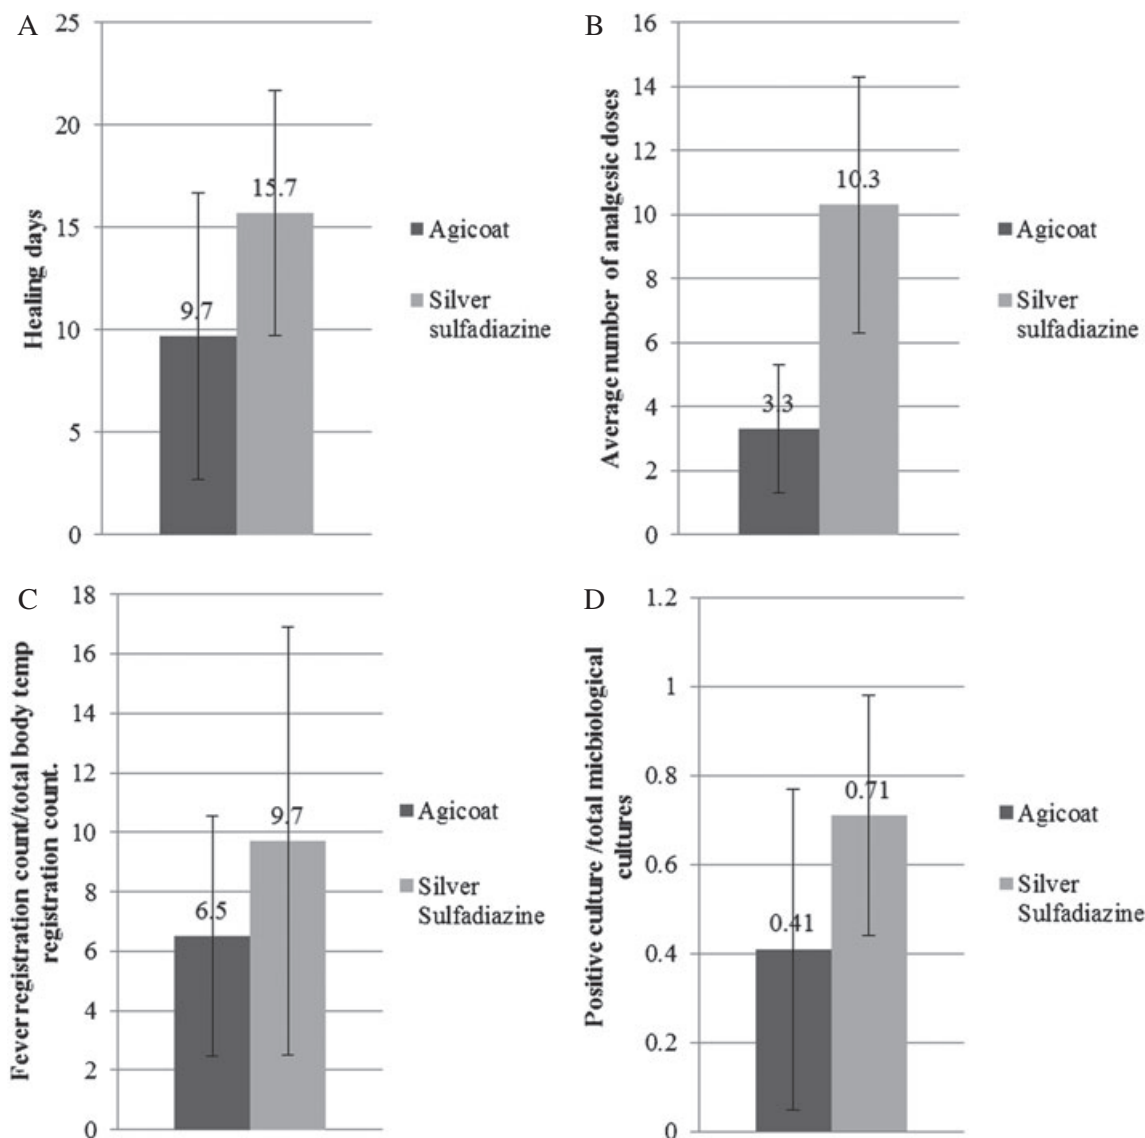 A
25
20
15
10
5
0
Healing days
9.7
15.7
Agicoat
Silver
sulfadiazine
B
16
14
12
10
8
6
4
2
0
Average number of analgesic doses
3.3
10.3
Agicoat
Silver
sulfadiazine
C
18
16
14
12
10
8
6
4
2
0
Fever registration count/total body temp
registration count.
6.5
9.7
Agicoat
Silver
Sulfadiazine
D
1.2
1
0.8
0.6
0.4
0.2
0
Positive culture /total micbiological
cultures
0.41
0.71
Agicoat
Silver
Sulfadiazine